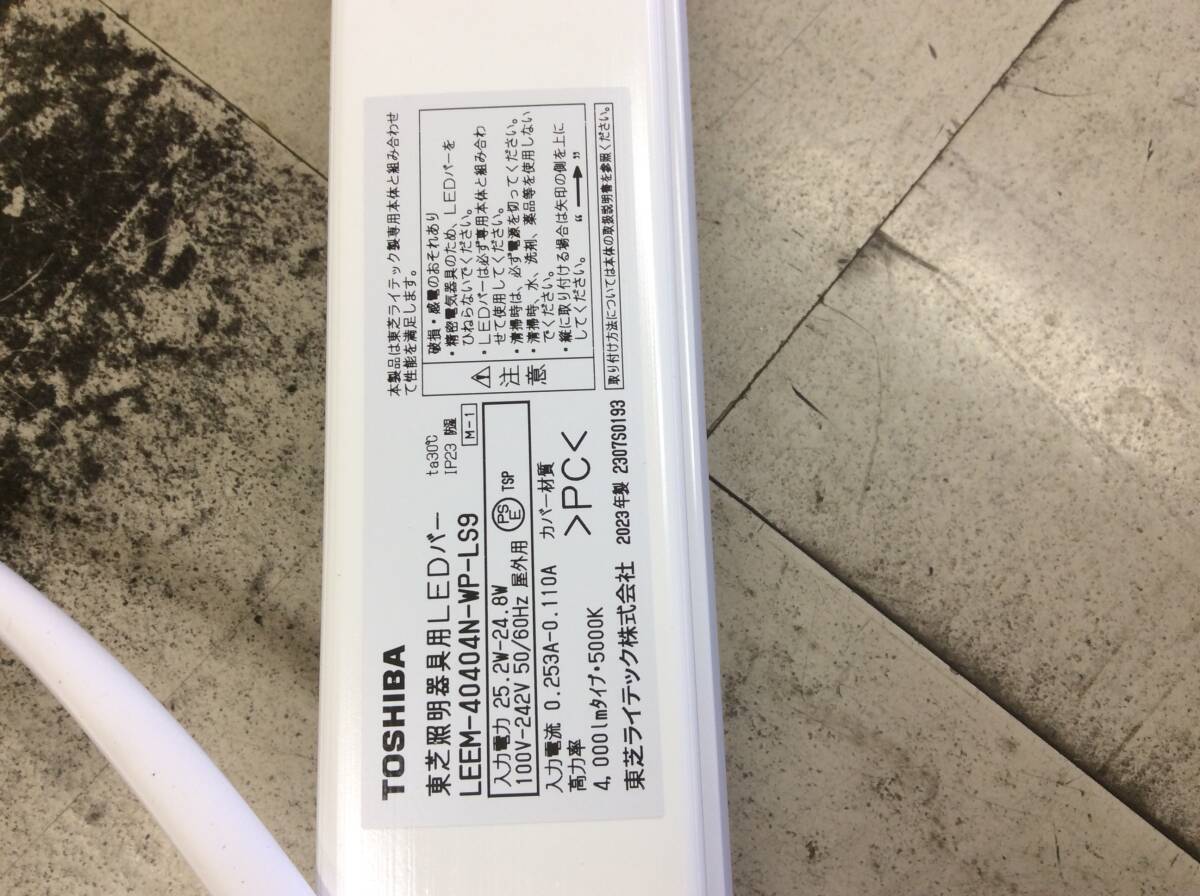 TOSHIBA
東芝照明器具用LEDバー
LEEM-40404N-WP-LS9
ta30℃
IP23 防湿
M-1
入力電力 25.2W-24.8W
100V-242V 50/60Hz 屋外用
PS
E
TSP
入力電流 0.253A-0.110A
高力率
4,000lmタイプ・5000K
カバー材質
>PC<
東芝ライテック株式会社 2023年製 2307S0193
本製品は東芝ライテック製専用本体と組み合わせ
て性能を満足します。
注
意
破損・感電のおそれあり
・精密電気器具のため、LEDバーを
ひねらないでください。
・LEDバーは必ず専用本体と組み合わ
せて使用してください。
・清掃時は、必ず電源を切ってください。
・清掃時、水、洗剤、薬品等を使用しない
でください。
・縦に取り付ける場合は矢印の側を上に
してください。 “→”
取り付け方法については本体の取扱説明書を参照ください。